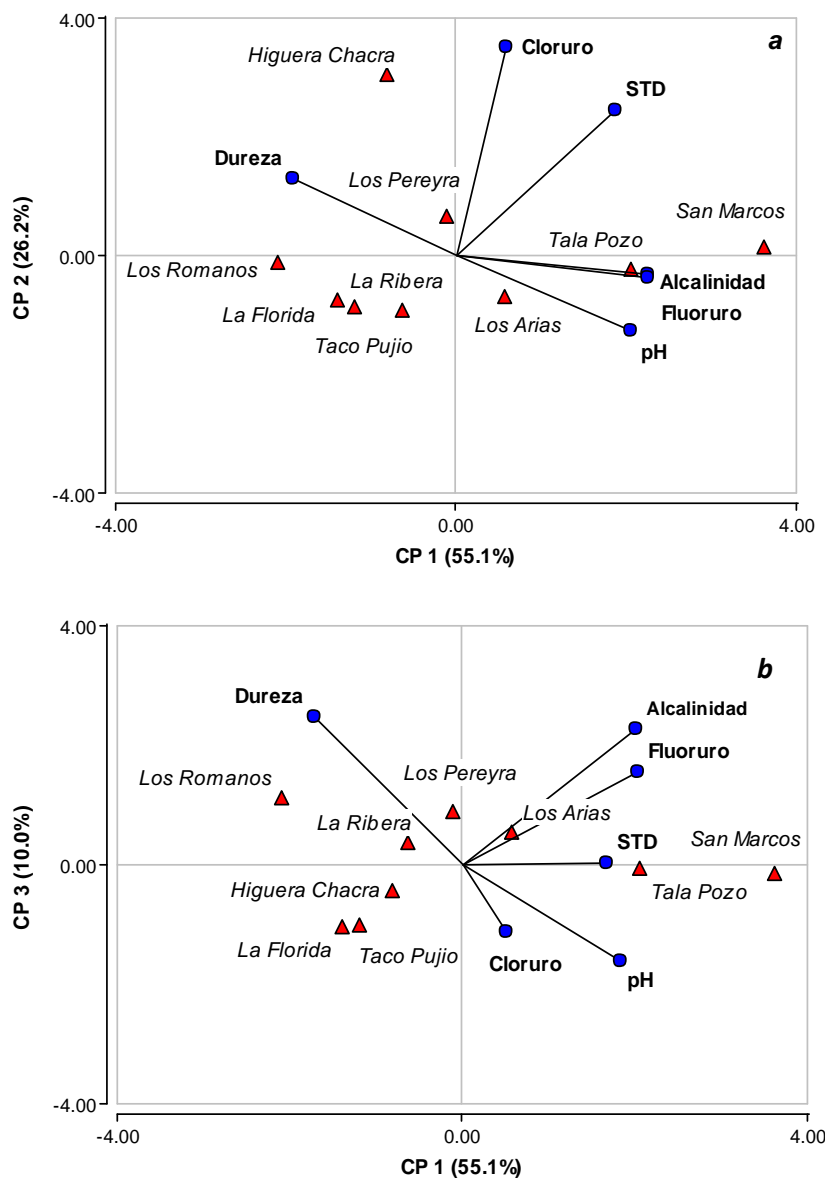 4.00
a
Higuera Chacra
Cloruro
STD
Dureza
Los Pereyra
San Marcos
Tala Pozo
CP 2 (26.2%)
0.00
Los Romanos
La Ribera
Alcalinidad
La Florida
Los Arias
Fluoruro
Taco Pujio
pH
-4.00
-4.00
0.00
4.00
CP 1 (55.1%)
4.00
b
Dureza
Alcalinidad
Fluoruro
Los Romanos
Los Pereyra
La Ribera
Los Arias
STD
San Marcos
CP 3 (10.0%)
0.00
Higuera Chacra
Tala Pozo
La Florida
Taco Pujio
Cloruro
pH
-4.00
-4.00
0.00
4.00
CP 1 (55.1%)